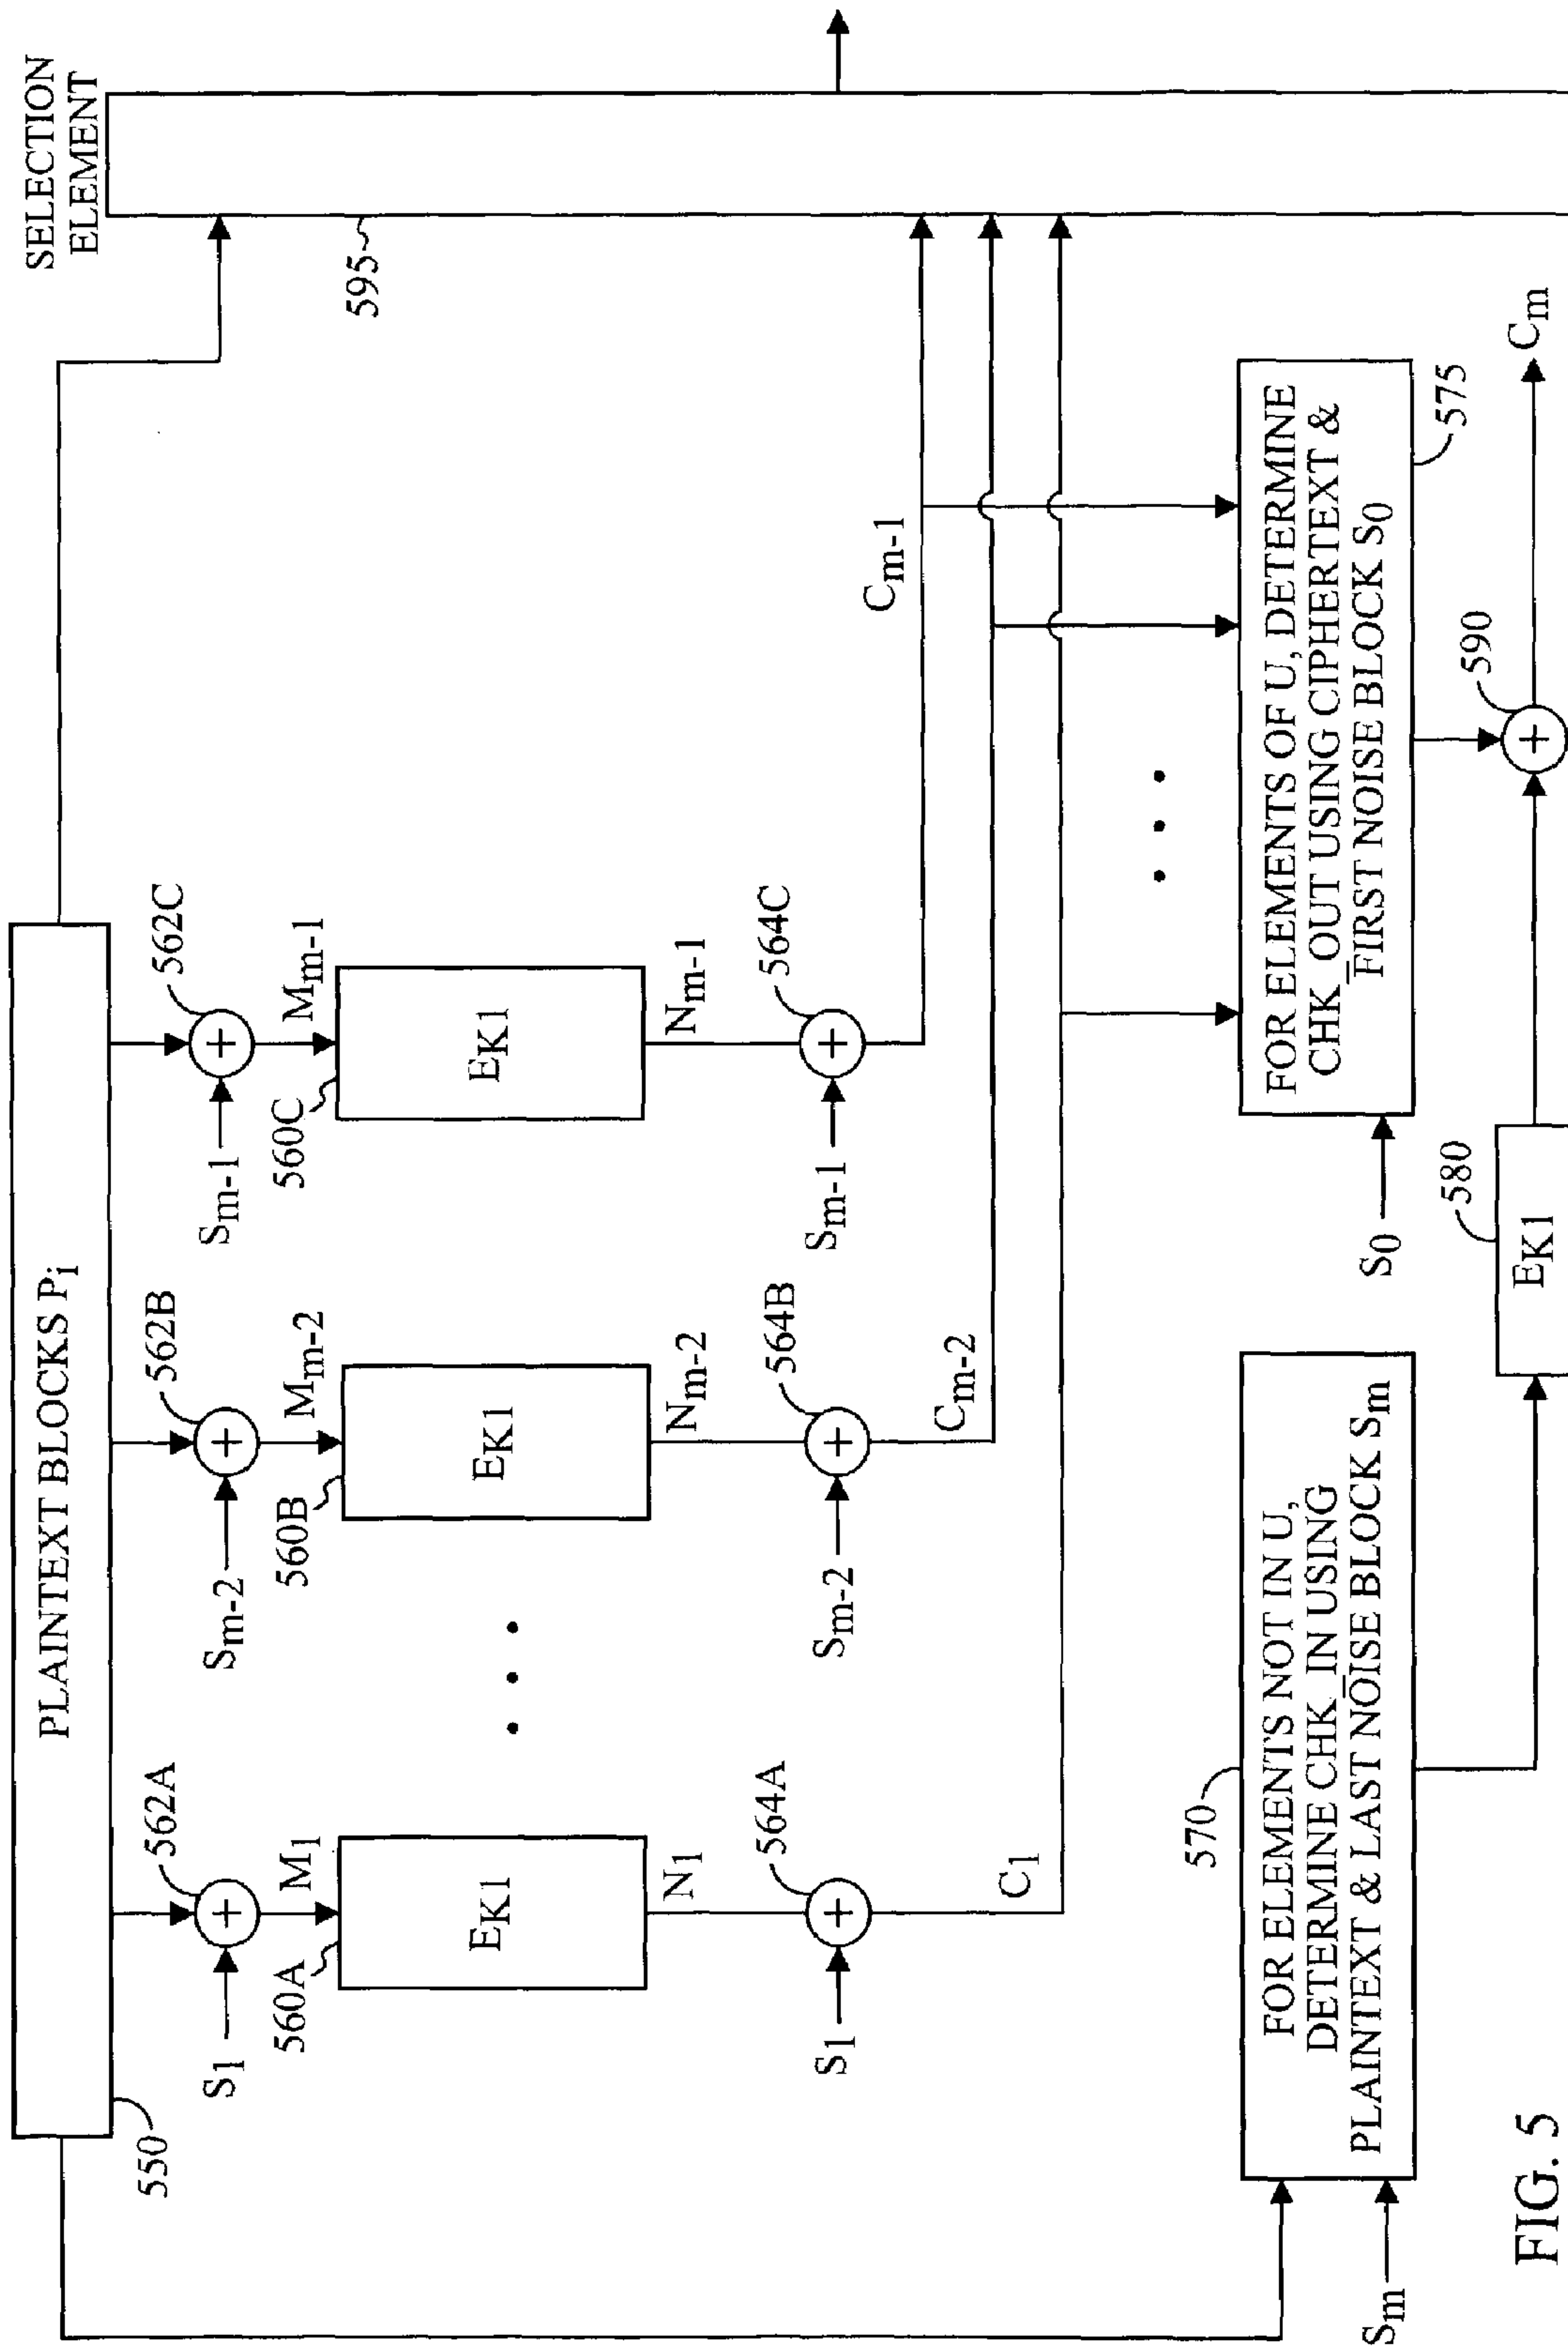 PLAINTEXT BLOCKS Pi
550
SELECTION
ELEMENT
595
S1
562A
M1
560A
EK1
N1
S1
564A
C1
Sm-2
562B
Mm-2
560B
EK1
Nm-2
Sm-2
564B
Cm-2
Sm-1
562C
Mm-1
560C
EK1
Nm-1
Sm-1
564C
Cm-1
570
FOR ELEMENTS NOT IN U,
DETERMINE CHK_IN USING
PLAINTEXT & LAST NOISE BLOCK Sm
Sm
FOR ELEMENTS OF U, DETERMINE
CHK_OUT USING CIPHERTEXT &
FIRST NOISE BLOCK S0
575
S0
580
EK1
590
Cm
FIG. 5